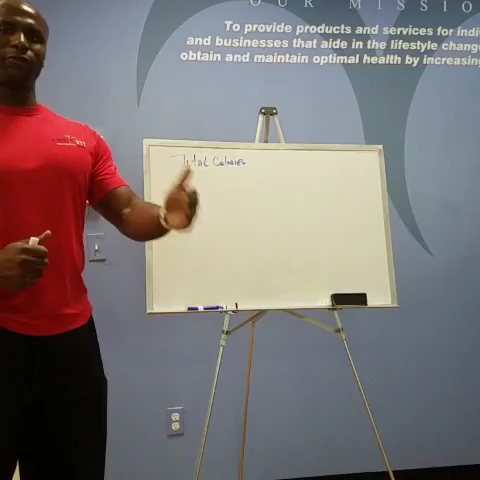 OUR MISSIO
To provide products and services for indiv
and businesses that aide in the lifestyle change
obtain and maintain optimal health by increasing
Total Calories